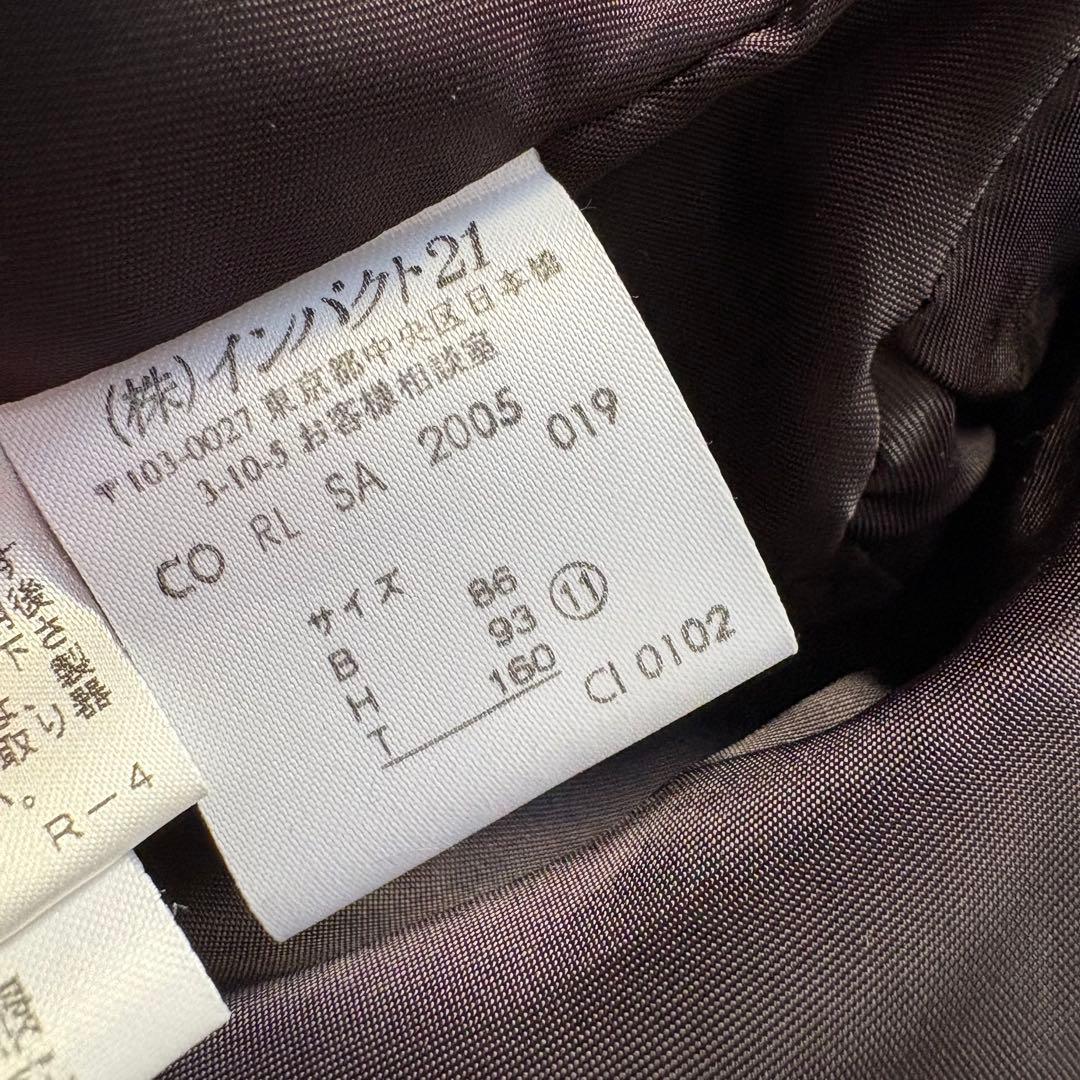 (株)インパクト21
〒103-0027 東京都中央区日本橋
3-10-5 お客様相談室
CO RL SA 2005 019
サイズ
B 86
H 93 ⑪
T 160
CI 0102
取り
R－4